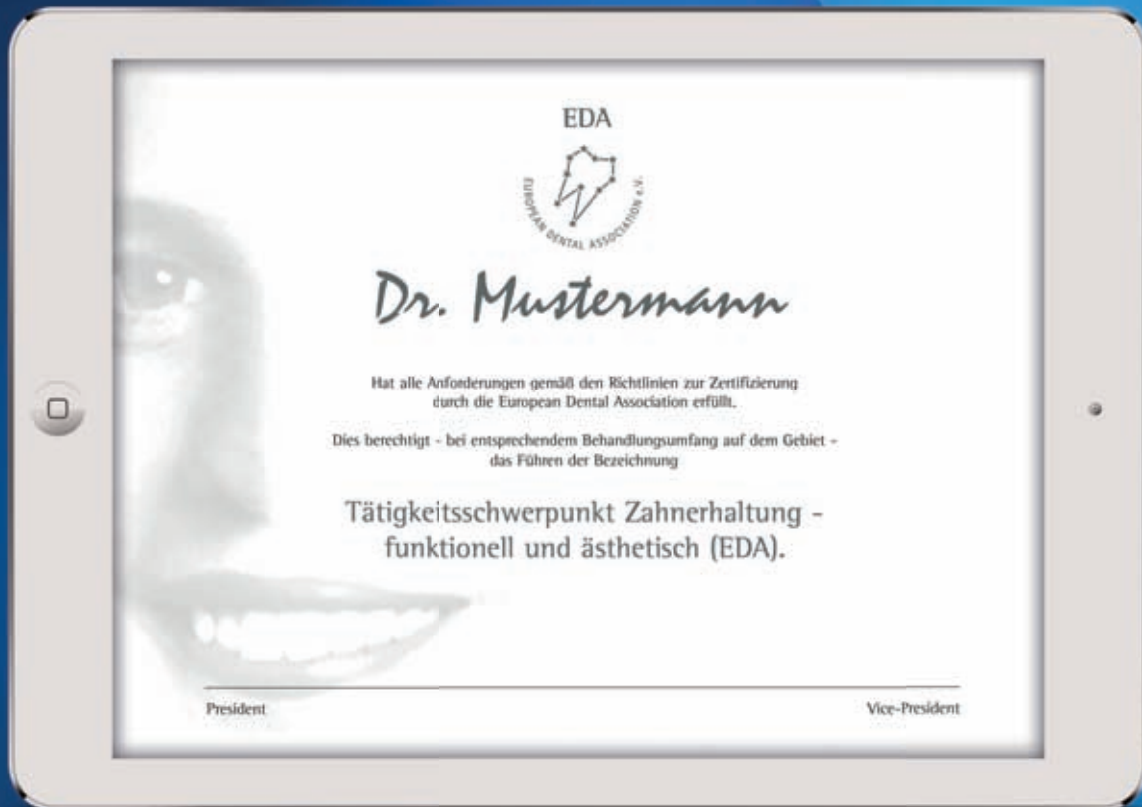 EDA
EUROPEAN DENTAL ASSOCIATION e.V.
Dr. Mustermann
Hat alle Anforderungen gemäß den Richtlinien zur Zertifizierung
durch die European Dental Association erfüllt.
Dies berechtigt - bei entsprechendem Behandlungsumfang auf dem Gebiet -
das Führen der Bezeichnung
Tätigkeitsschwerpunkt Zahnerhaltung -
funktionell und ästhetisch (EDA).
President
Vice-President